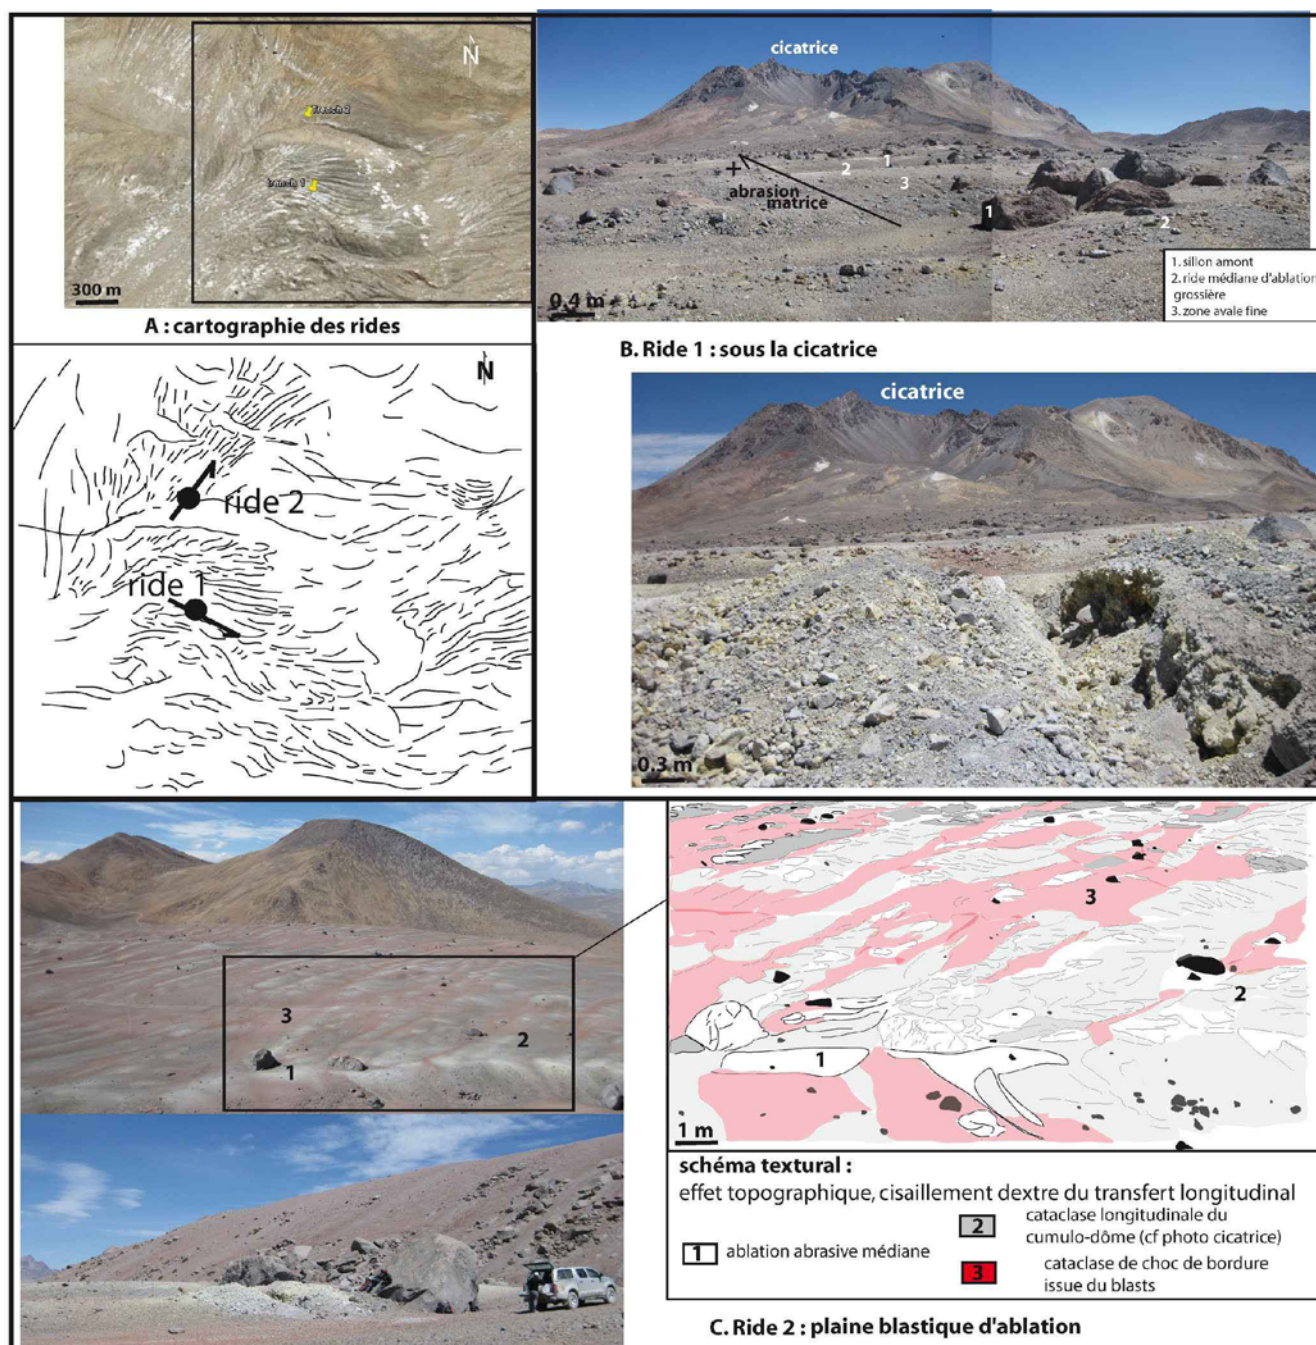 N
Trench 2
trench 1
300 m
A : cartographie des rides
cicatrice
1
2
3
+
abrasion
matrice
1
2
0.4 m
1. sillon amont
2. ride médiane d'ablation
grossière
3. zone avale fine
B. Ride 1 : sous la cicatrice
N
1
ride 2
ride 1
cicatrice
0.3 m
3
2
1
3
2
1
1 m
schéma textural :
effet topographique, cisaillement dextre du transfert longitudinal
1 ablation abrasive médiane
2 cataclase longitudinale du
cumulo-dôme (cf photo cicatrice)
3 cataclase de choc de bordure
issue du blasts
C. Ride 2 : plaine blastique d'ablation